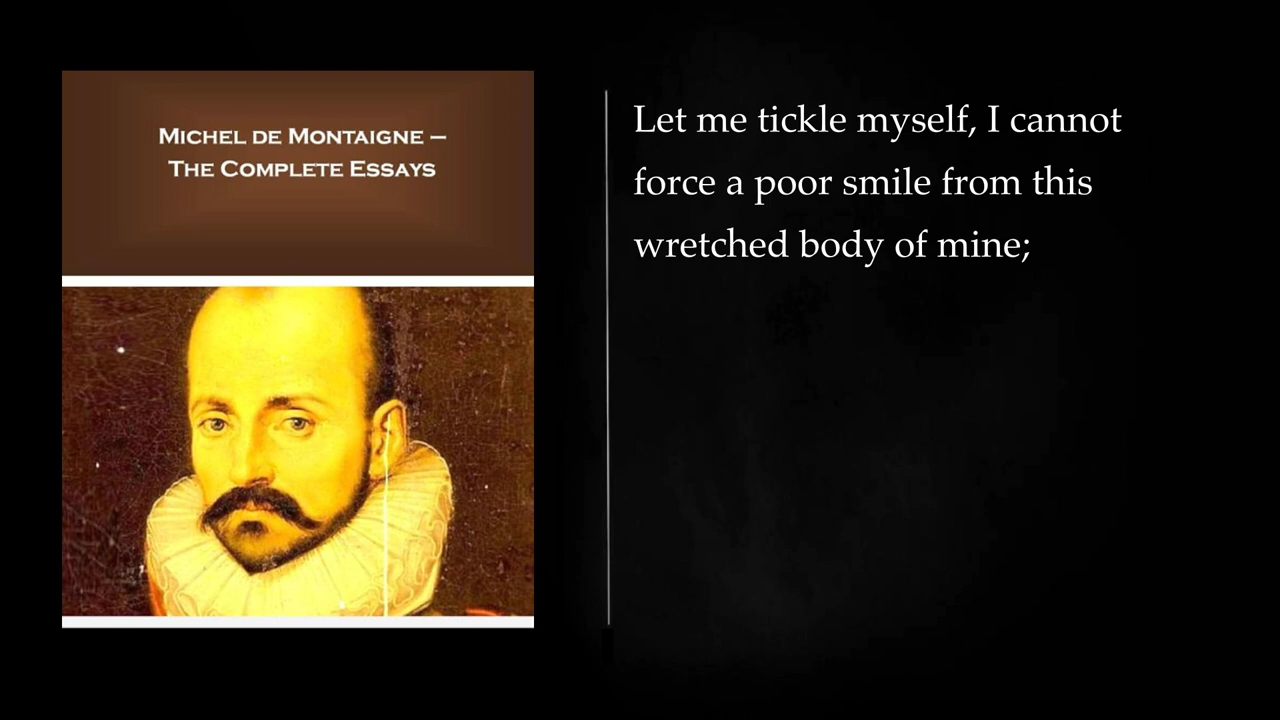 MICHEL DE MONTAIGNE –
THE COMPLETE ESSAYS
Let me tickle myself, I cannot
force a poor smile from this
wretched body of mine;